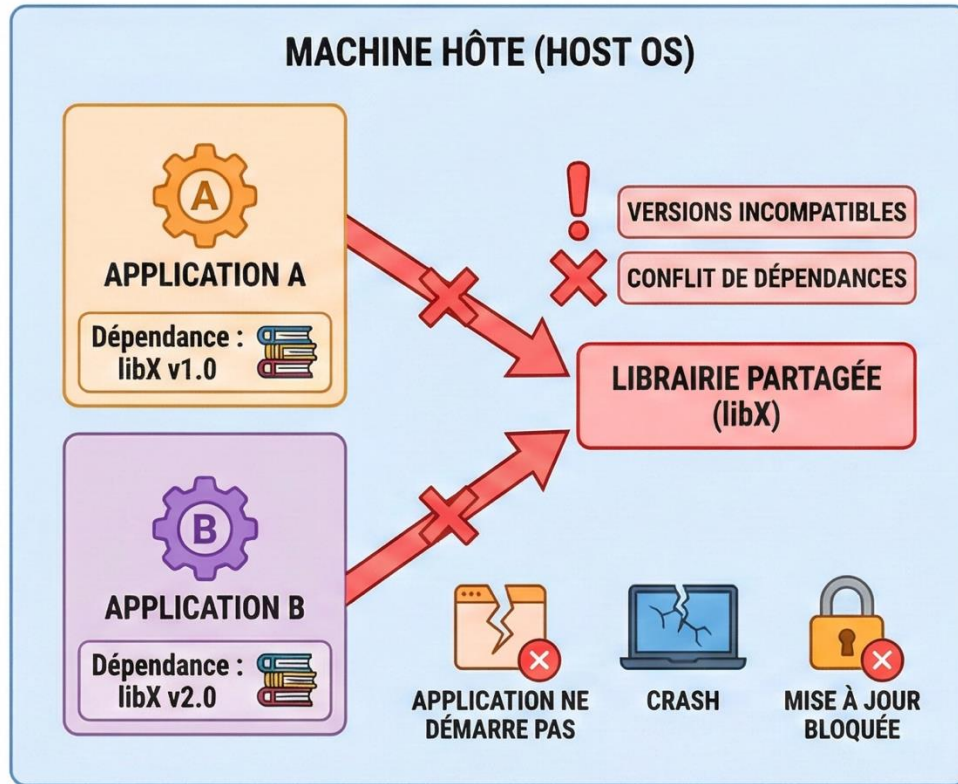 MACHINE HÔTE (HOST OS)
A
APPLICATION A
Dépendance :
libX v1.0
VERSIONS INCOMPATIBLES
CONFLIT DE DÉPENDANCES
LIBRAIRIE PARTAGÉE
(libX)
B
APPLICATION B
Dépendance :
libX v2.0
APPLICATION NE
DÉMARRE PAS
CRASH
MISE À JOUR
BLOQUÉE